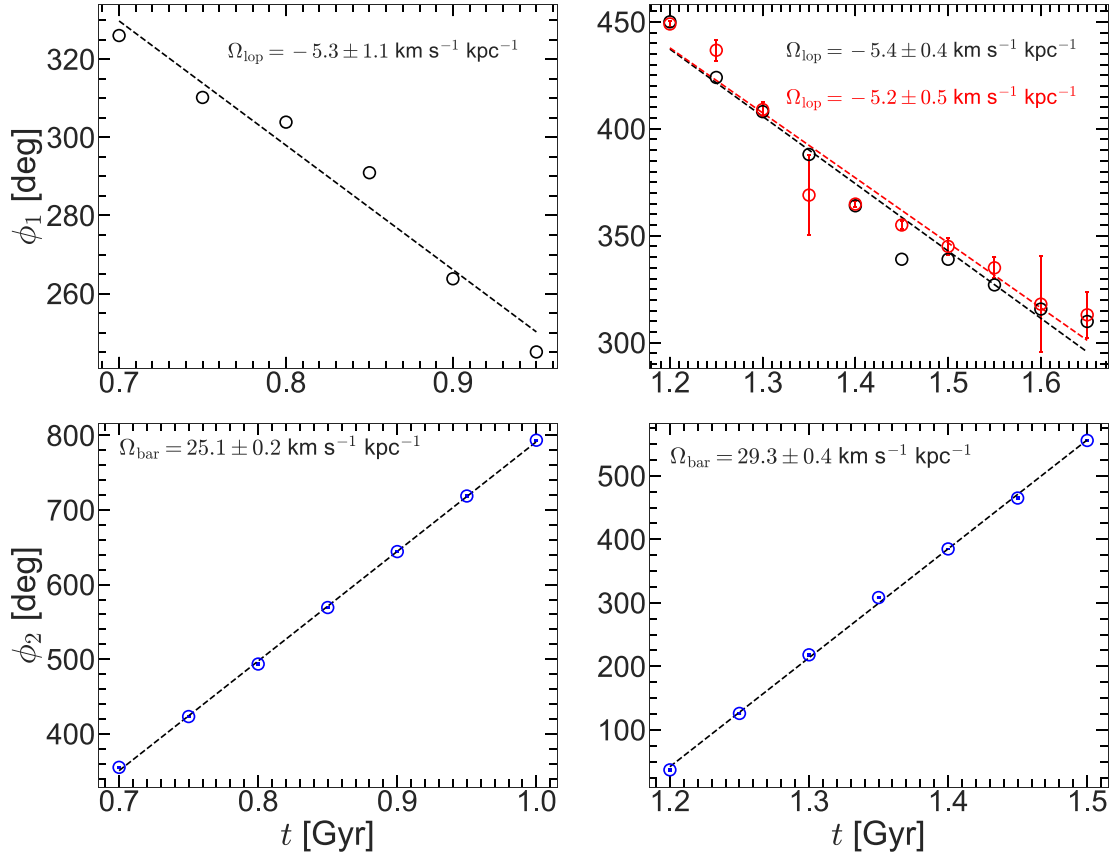 Ω_lop = −5.3 ± 1.1 km s⁻¹ kpc⁻¹
320
300
280
260
ϕ₁ [deg]
0.7 0.8 0.9
Ω_lop = −5.4 ± 0.4 km s⁻¹ kpc⁻¹
Ω_lop = −5.2 ± 0.5 km s⁻¹ kpc⁻¹
450
400
350
300
1.2 1.3 1.4 1.5 1.6
Ω_bar = 25.1 ± 0.2 km s⁻¹ kpc⁻¹
800
700
600
500
400
ϕ₂ [deg]
0.7 0.8 0.9 1.0
t [Gyr]
Ω_bar = 29.3 ± 0.4 km s⁻¹ kpc⁻¹
500
400
300
200
100
1.2 1.3 1.4 1.5
t [Gyr]